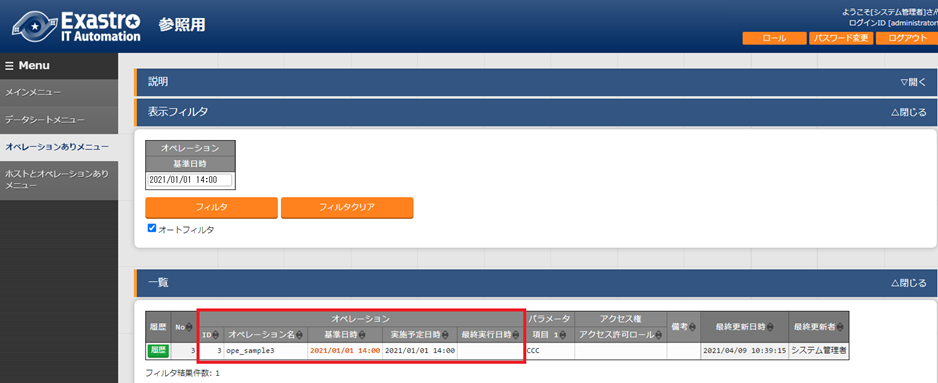 Exastro
IT Automation
参照用
ようこそ[システム管理者]さん
ログインID [administrator
ロール
パスワード変更
ログアウト
Menu
メインメニュー
データシートメニュー
オペレーションありメニュー
ホストとオペレーションあり
メニュー
説明
▽開く
表示フィルタ
△閉じる
オペレーション
基準日時
2021/01/01 14:00
フィルタ
フィルタクリア
オートフィルタ
一覧
△閉じる
履歴 No オペレーション パラメータ アクセス権 備考 最終更新日時 最終更新者
ID オペレーション名 基準日時 実施予定日時 最終実行日時 項目 1 アクセス許可ロール
履歴 3 3 ope_sample3 2021/01/01 14:00 2021/01/01 14:00 CCC 2021/04/09 10:39:15 システム管理者
フィルタ結果件数: 1